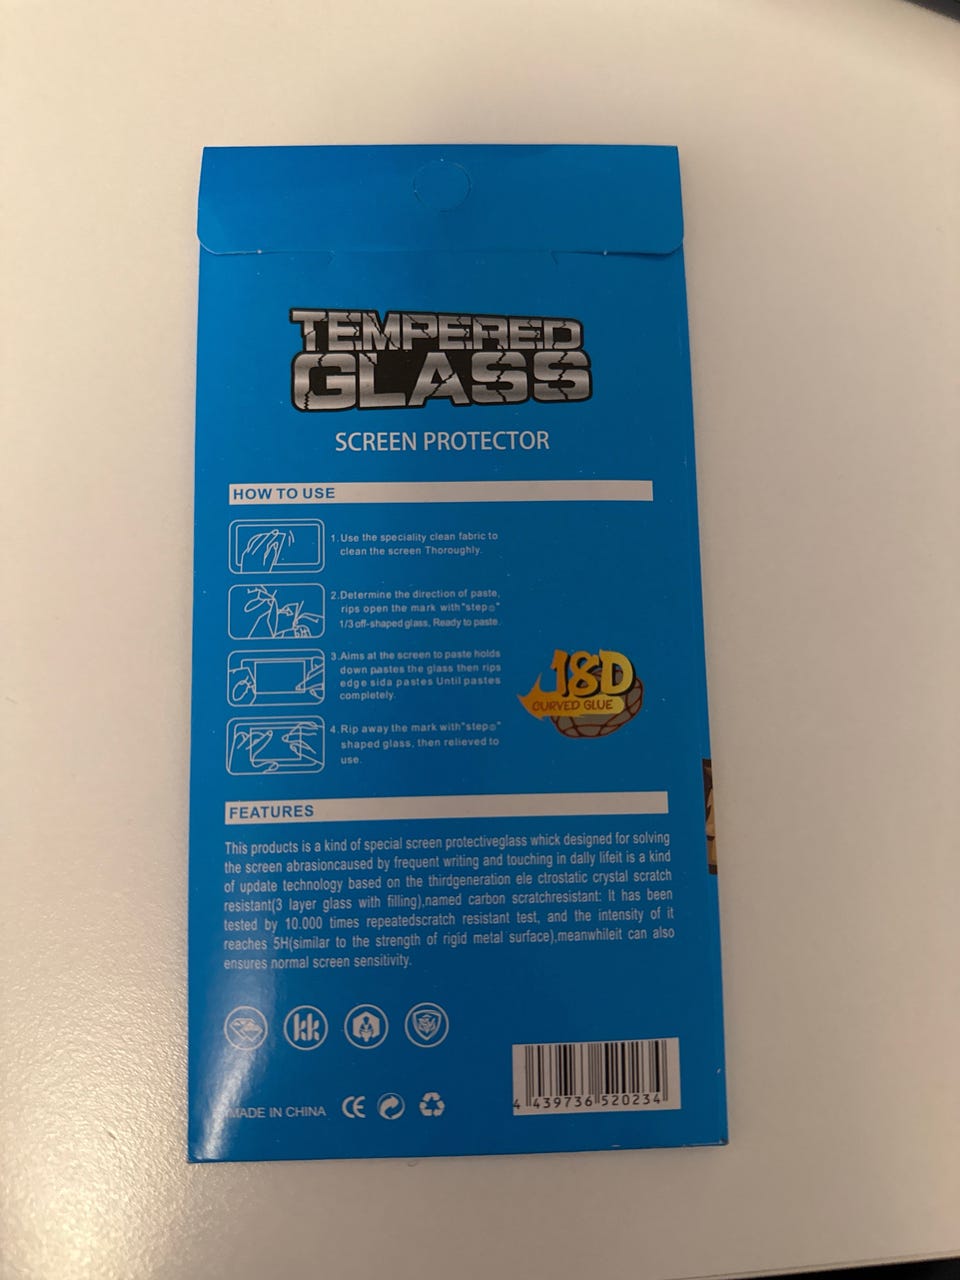 TEMPERED
GLASS
SCREEN PROTECTOR
HOW TO USE
1.Use the speciality clean fabric to
clean the screen Thoroughly.
2.Determine the direction of paste,
rips open the mark with"step◎"
1/3 off-shaped glass, Ready to paste.
3.Aims at the screen to paste holds
down pastes the glass then rips
edge sida pastes Until pastes
completely.
4.Rip away the mark with"step◎"
shaped glass, then relieved to
use.
18D
CURVED GLUE
FEATURES
This products is a kind of special screen protectiveglass whick designed for solving
the screen abrasioncaused by frequent writing and touching in dally lifeit is a kind
of update technology based on the thirdgeneration ele ctrostatic crystal scratch
resistant(3 layer glass with filling),named carbon scratchresistant: It has been
tested by 10.000 times repeatedscratch resistant test, and the intensity of it
reaches 5H(similar to the strength of rigid metal surface),meanwhileit can also
ensures normal screen sensitivity.
MADE IN CHINA CE
4 439736 520234